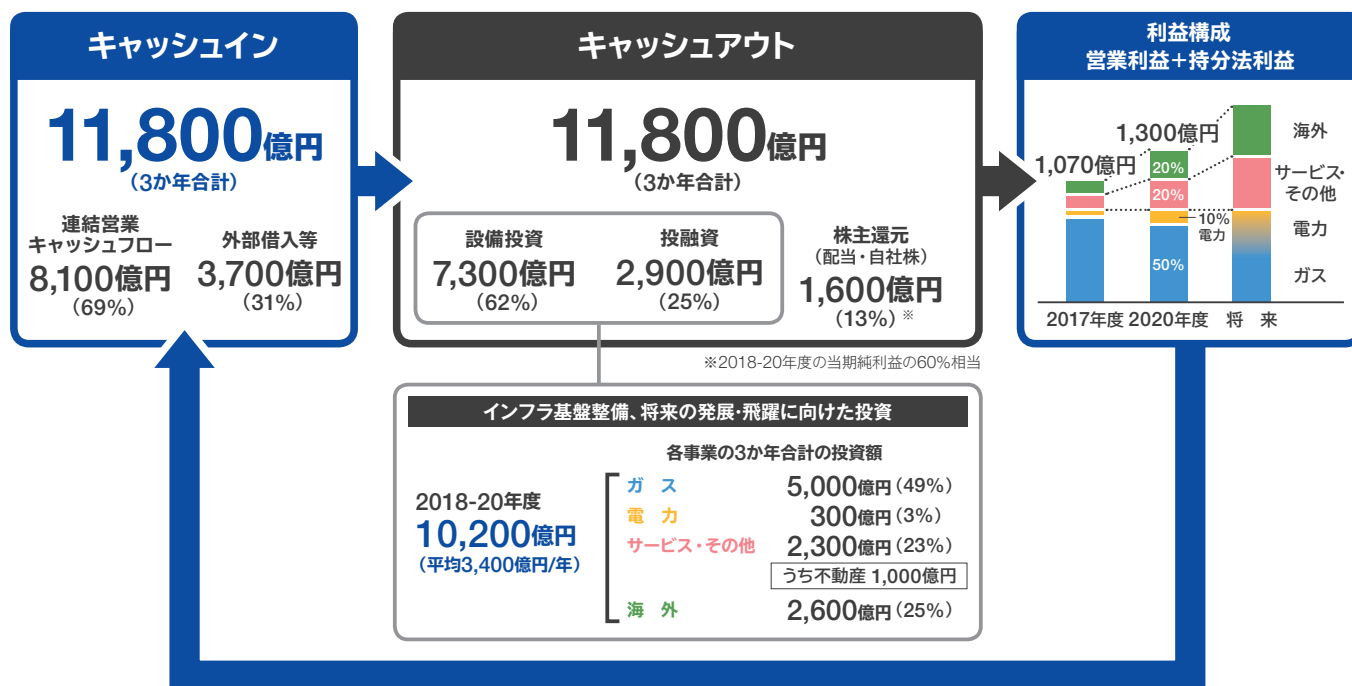 キャッシュイン
11,800億円
(3か年合計)
連結営業
キャッシュフロー
8,100億円
(69%)
外部借入等
3,700億円
(31%)
キャッシュアウト
11,800億円
(3か年合計)
設備投資
7,300億円
(62%)
投融資
2,900億円
(25%)
株主還元
(配当・自社株)
1,600億円
(13%)※
※2018-20年度の当期純利益の60%相当
利益構成
営業利益＋持分法利益
1,070億円
1,300億円
20%
20%
10%
電力
50%
海外
サービス・
その他
電力
ガス
2017年度 2020年度 将 来
インフラ基盤整備、将来の発展・飛躍に向けた投資
2018-20年度
10,200億円
(平均3,400億円/年)
各事業の3か年合計の投資額
ガ ス 5,000億円(49%)
電 力 300億円(3%)
サービス・その他 2,300億円(23%)
うち不動産 1,000億円
海 外 2,600億円(25%)